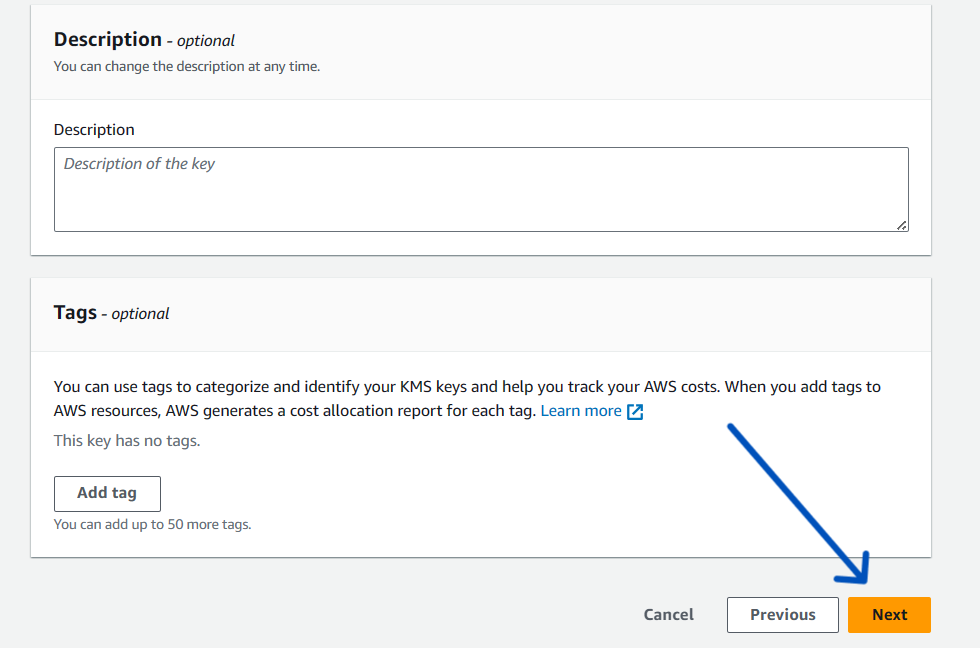 Description - optional
You can change the description at any time.
Description
Description of the key
Tags - optional
You can use tags to categorize and identify your KMS keys and help you track your AWS costs. When you add tags to
AWS resources, AWS generates a cost allocation report for each tag. Learn more
This key has no tags.
Add tag
You can add up to 50 more tags.
Cancel Previous Next